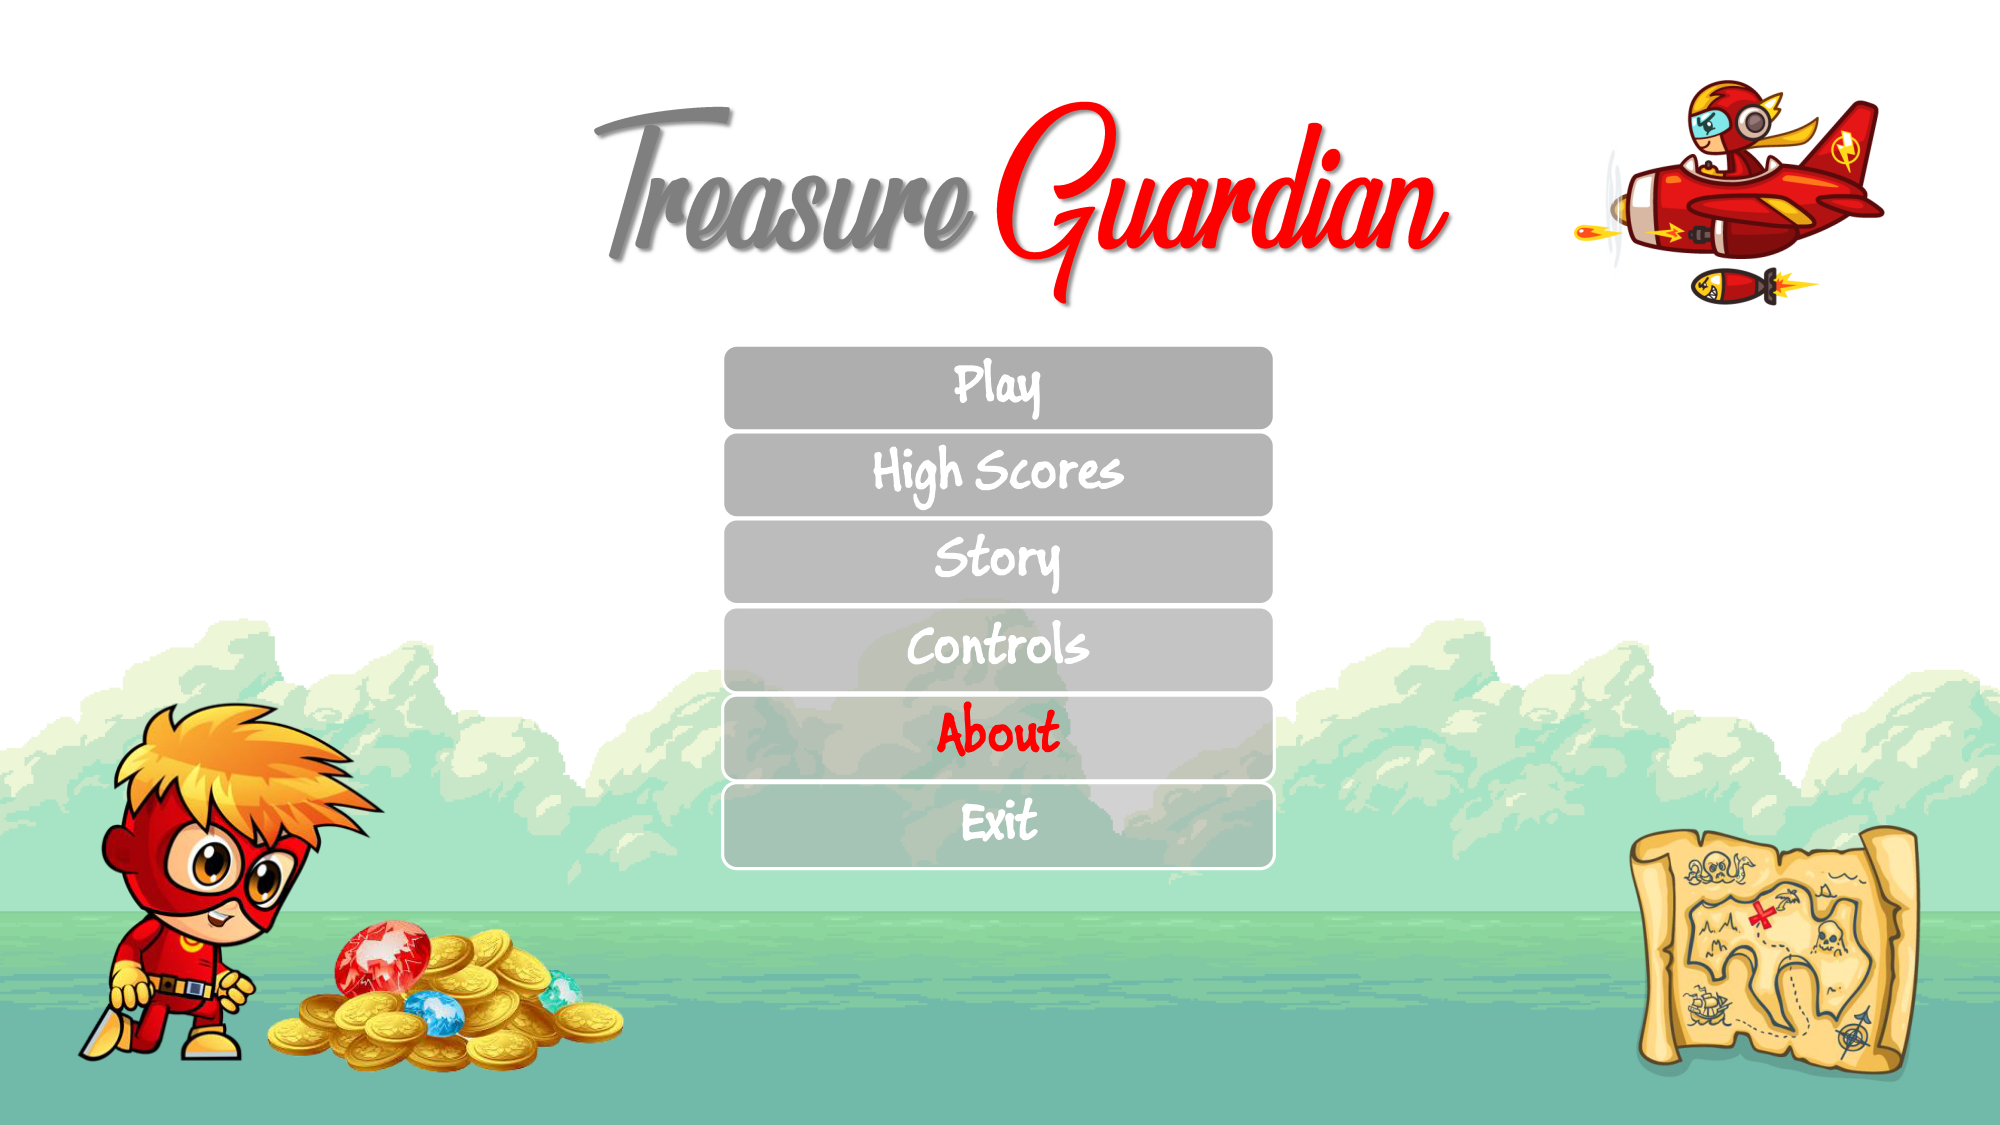 Treasure Guardian
Play
High Scores
Story
Controls
About
Exit